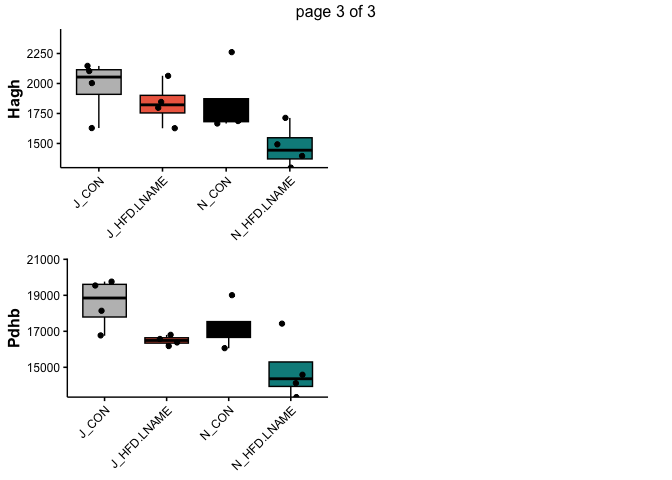 page 3 of 3
Hagh
2250
2000
1750
1500
J_CON
J_HFD.LNAME
N_CON
N_HFD.LNAME
Pdhb
21000
19000
17000
15000
J_CON
J_HFD.LNAME
N_CON
N_HFD.LNAME